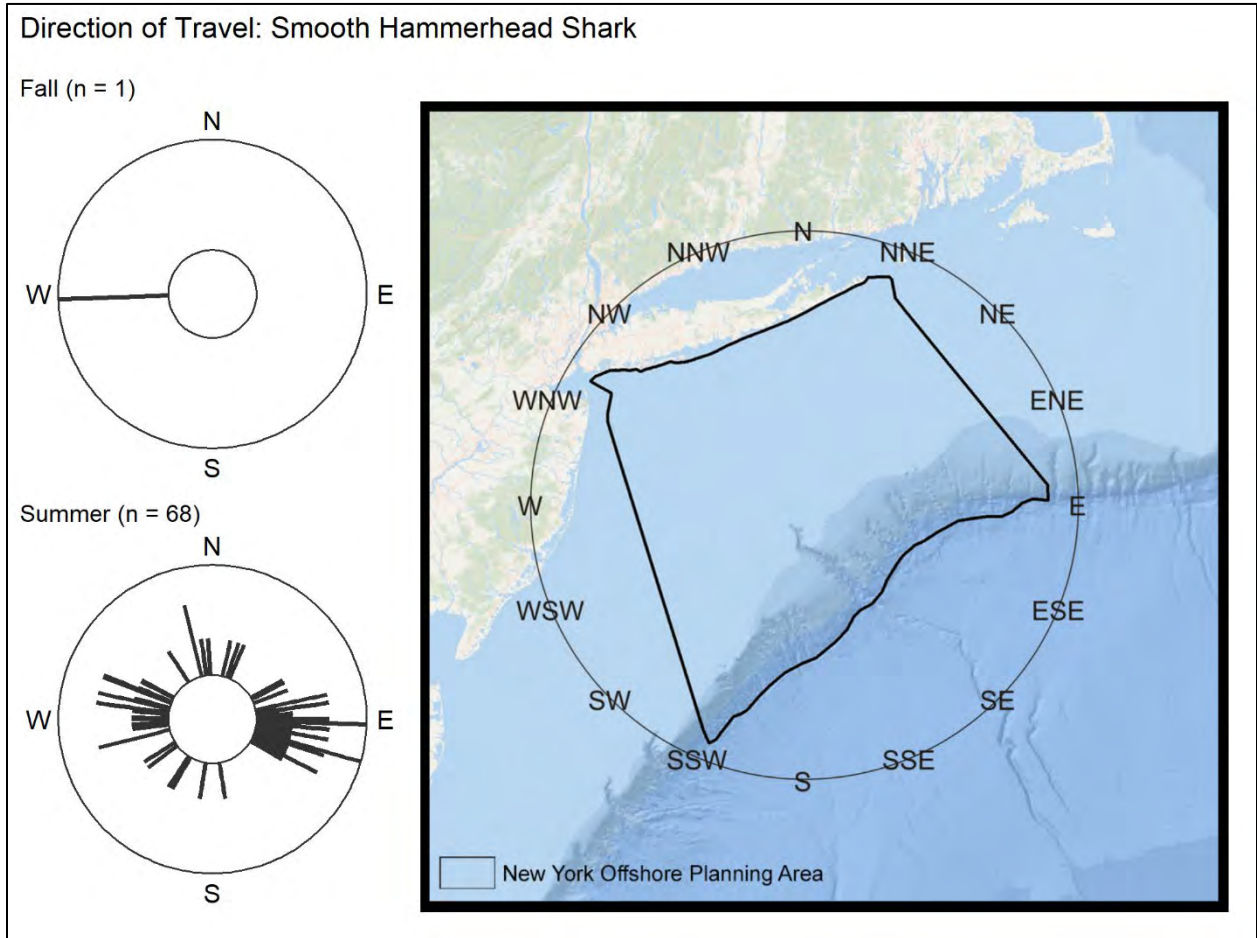 Direction of Travel: Smooth Hammerhead Shark
Fall (n = 1)
N
W
E
S
Summer (n = 68)
N
W
E
S
N
NNW
NNE
NW
NE
WNW
ENE
W
E
WSW
ESE
SW
SE
SSW
SSE
S
New York Offshore Planning Area